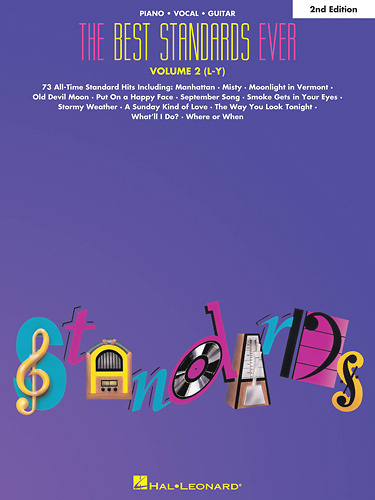 PIANO • VOCAL • GUITAR
2nd Edition
THE BEST STANDARDS EVER
VOLUME 2 (L-Y)
73 All-Time Standard Hits Including: Manhattan · Misty · Moonlight in Vermont ·
Old Devil Moon · Put On a Happy Face · September Song · Smoke Gets in Your Eyes ·
Stormy Weather · A Sunday Kind of Love · The Way You Look Tonight ·
What'll I Do? · Where or When
Standards
HAL•LEONARD®